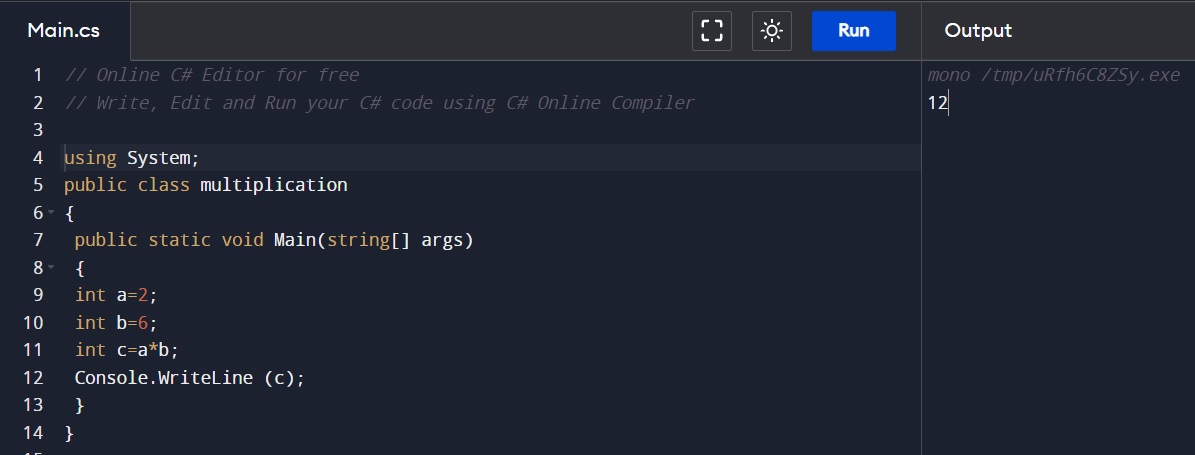 Main.cs
Run
Output
1 // Online C# Editor for free
2 // Write, Edit and Run your C# code using C# Online Compiler
3
4 using System;
5 public class multiplication
6 {
7 public static void Main(string[] args)
8 {
9 int a=2;
10 int b=6;
11 int c=a*b;
12 Console.WriteLine (c);
13 }
14 }
mono /tmp/uRfh6C8ZSy.exe
12